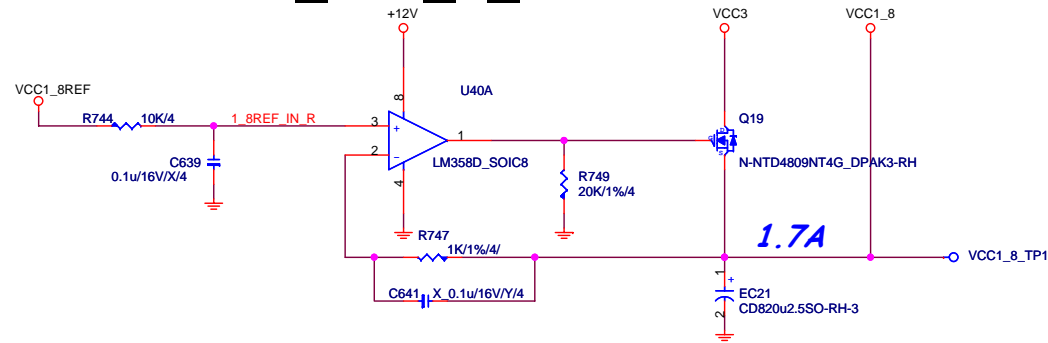 +12V
VCC3
VCC1_8
VCC1_8REF
U40A
8
R744
10K/4
1_8REF_IN_R
3
+
1
Q19
2
-
LM358D_SOIC8
N-NTD4809NT4G_DPAK3-RH
C639
0.1u/16V/X/4
4
R749
20K/1%/4
R747
1K/1%/4/
1.7A
VCC1_8_TP1
C641
X_0.1u/16V/Y/4
1
+
EC21
CD820u2.5SO-RH-3
2